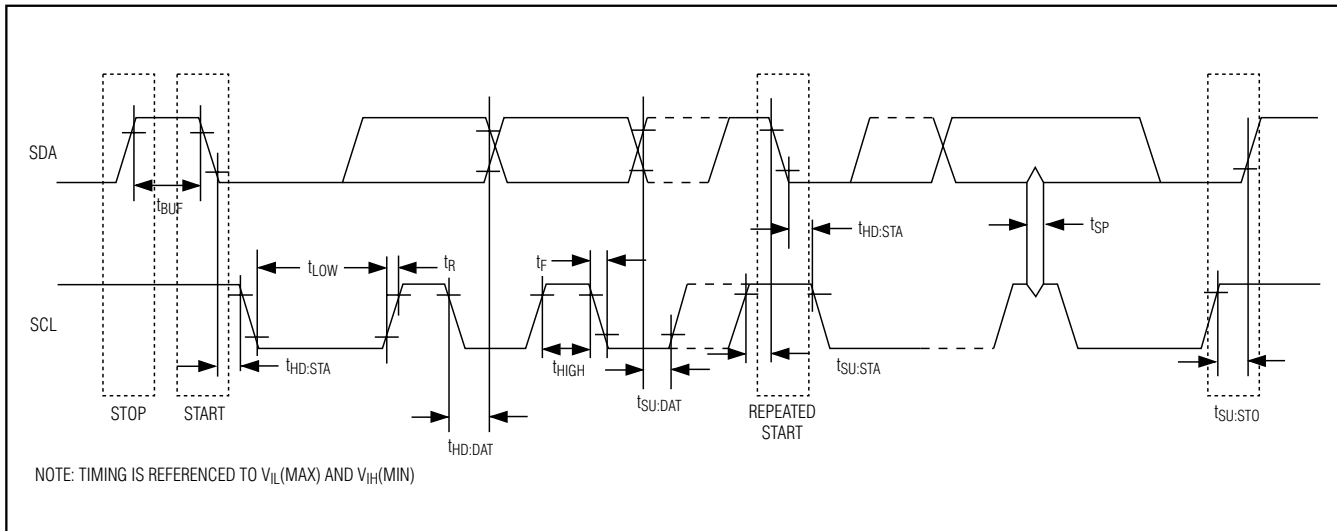 SDA
tBUF
tHD:STA
tSP
tLOW
tR
tF
SCL
tHD:STA
tHIGH
tSU:DAT
tSU:STA
STOP
START
REPEATED
START
tSU:STO
tHD:DAT
NOTE: TIMING IS REFERENCED TO VIL(MAX) AND VIH(MIN)